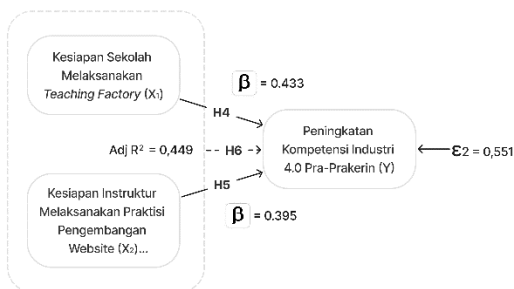 Kesiapan Sekolah
Melaksanakan
Teaching Factory (X₁)
β = 0.433
H4
Adj R² = 0,449
H6
Peningkatan
Kompetensi Industri
4.0 Pra-Prakerin (Y)
ε2 = 0,551
H5
Kesiapan Instruktur
Melaksanakan Praktisi
Pengembangan
Website (X₂)...
β = 0.395